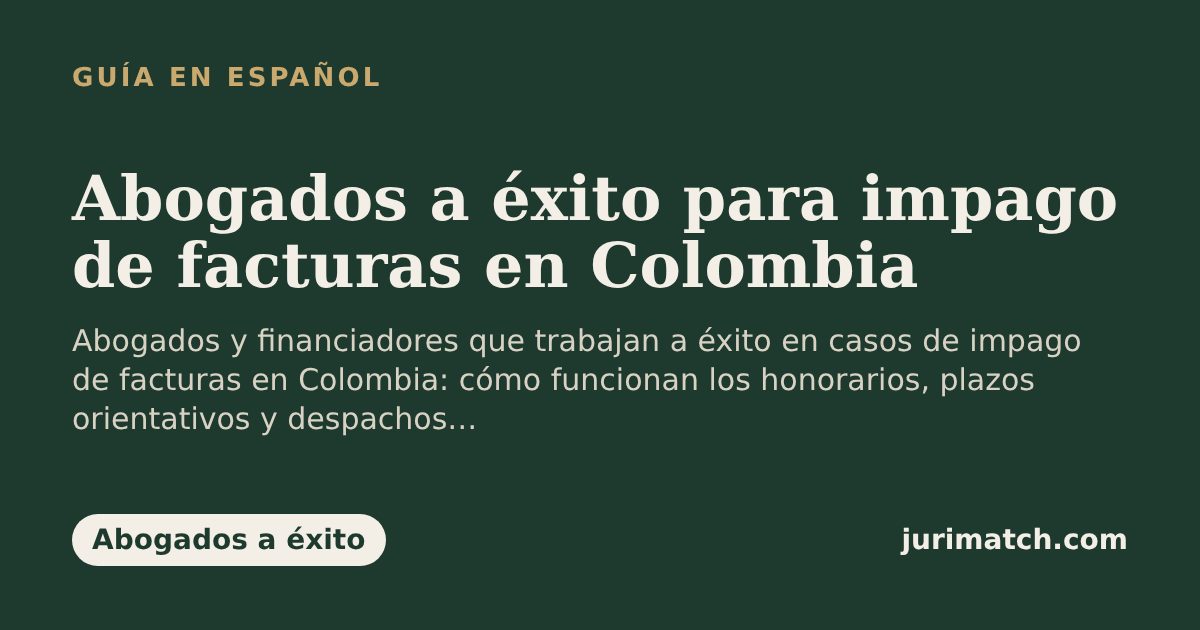 GUÍA EN ESPAÑOL
Abogados a éxito para impago
de facturas en Colombia
Abogados y financiadores que trabajan a éxito en casos de impago
de facturas en Colombia: cómo funcionan los honorarios, plazos
orientativos y despachos…
Abogados a éxito
jurimatch.com